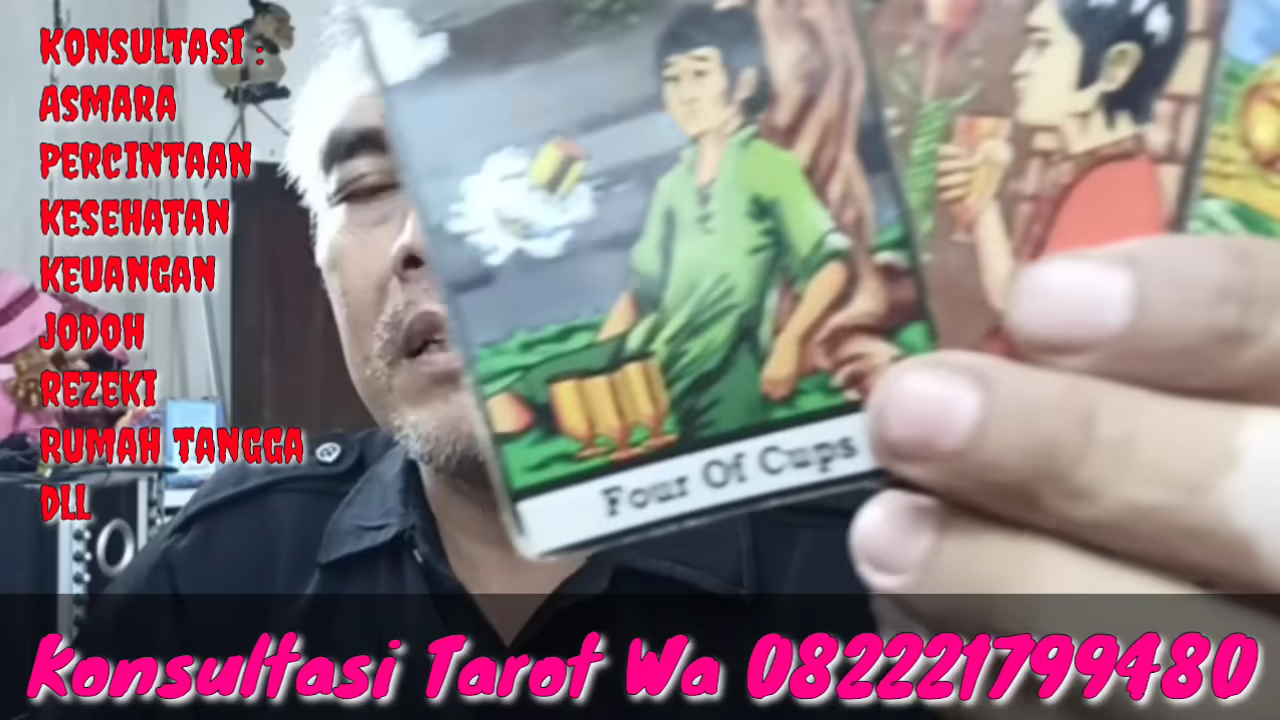 KONSULTASI :
ASMARA
PERCINTAAN
KESEHATAN
KEUANGAN
JODOH
REZEKI
RUMAH TANGGA
DLL
Four Of Cups
Konsultasi Tarot Wa 082221799480